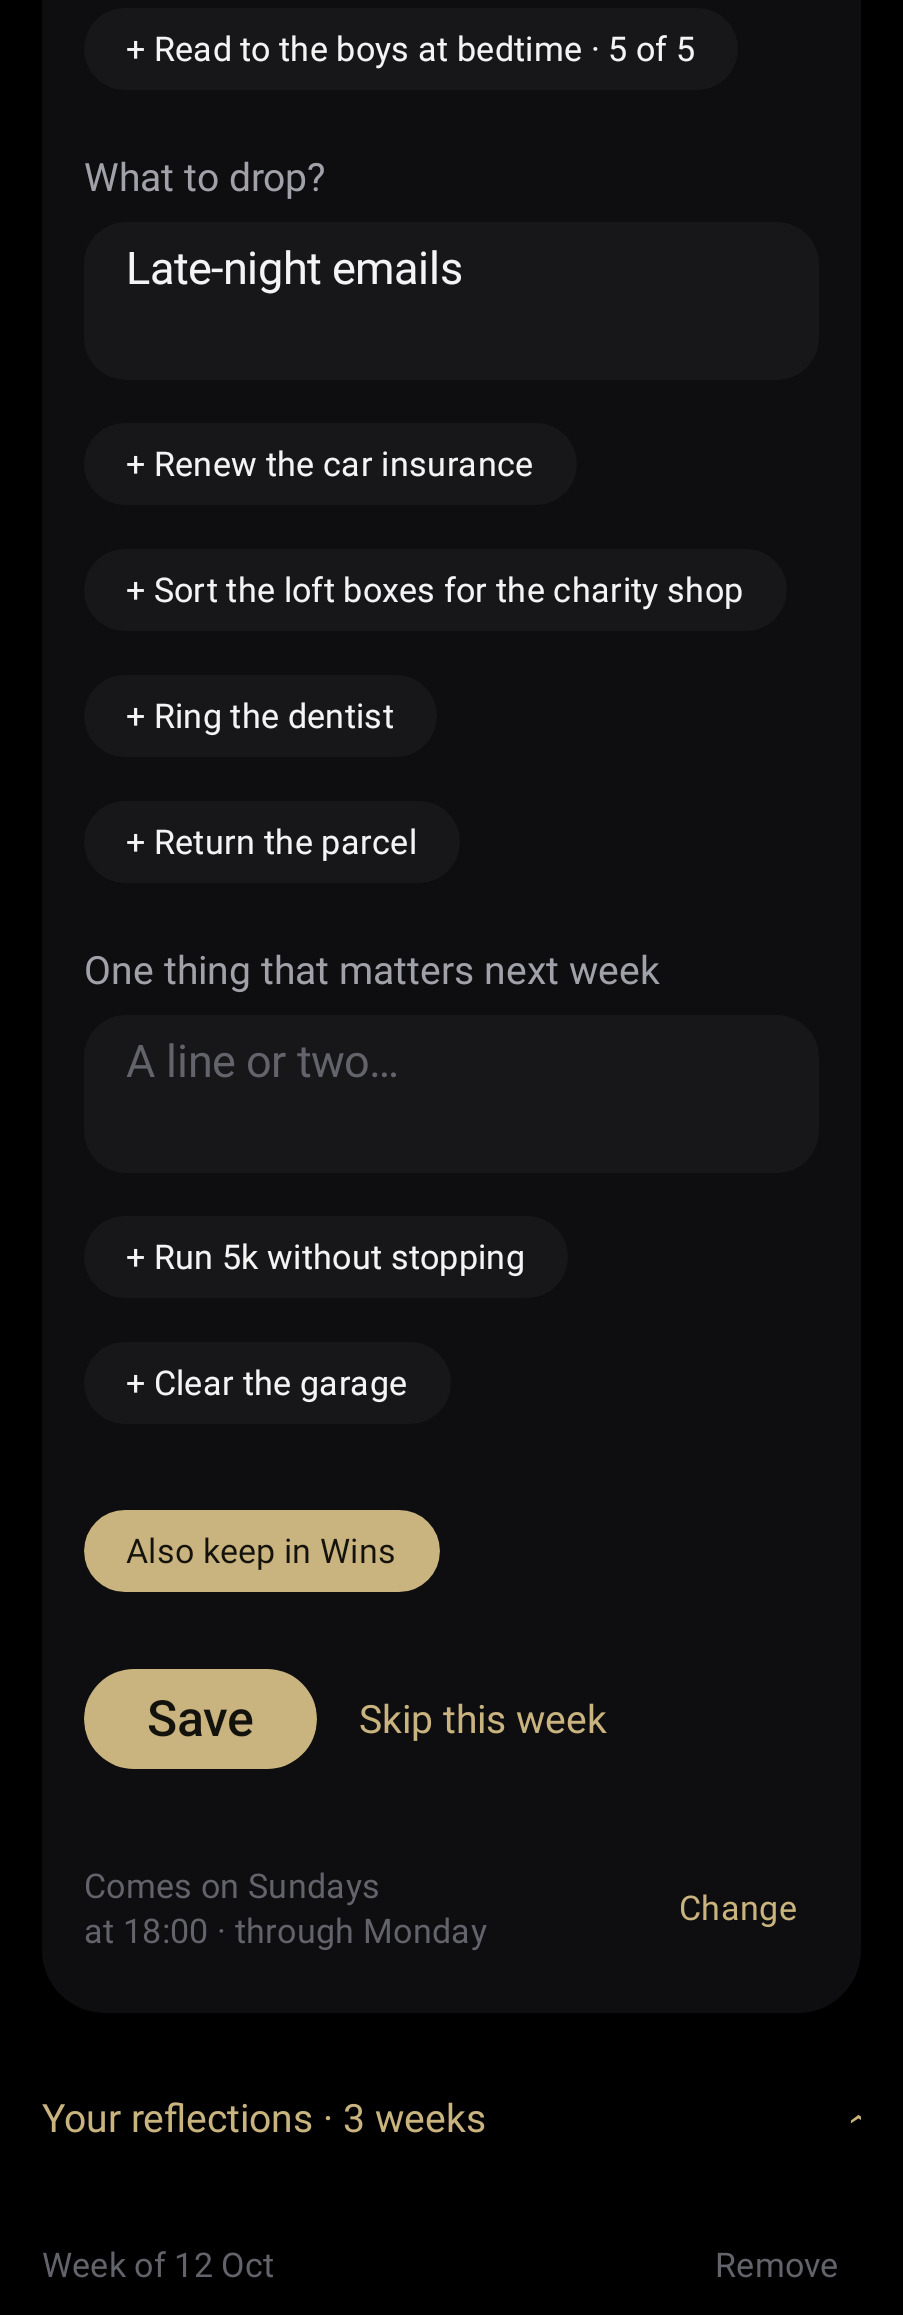 + Read to the boys at bedtime · 5 of 5
What to drop?
Late-night emails
+ Renew the car insurance
+ Sort the loft boxes for the charity shop
+ Ring the dentist
+ Return the parcel
One thing that matters next week
A line or two…
+ Run 5k without stopping
+ Clear the garage
Also keep in Wins
Save Skip this week
Comes on Sundays
at 18:00 · through Monday
Change
Your reflections · 3 weeks
Week of 12 Oct Remove